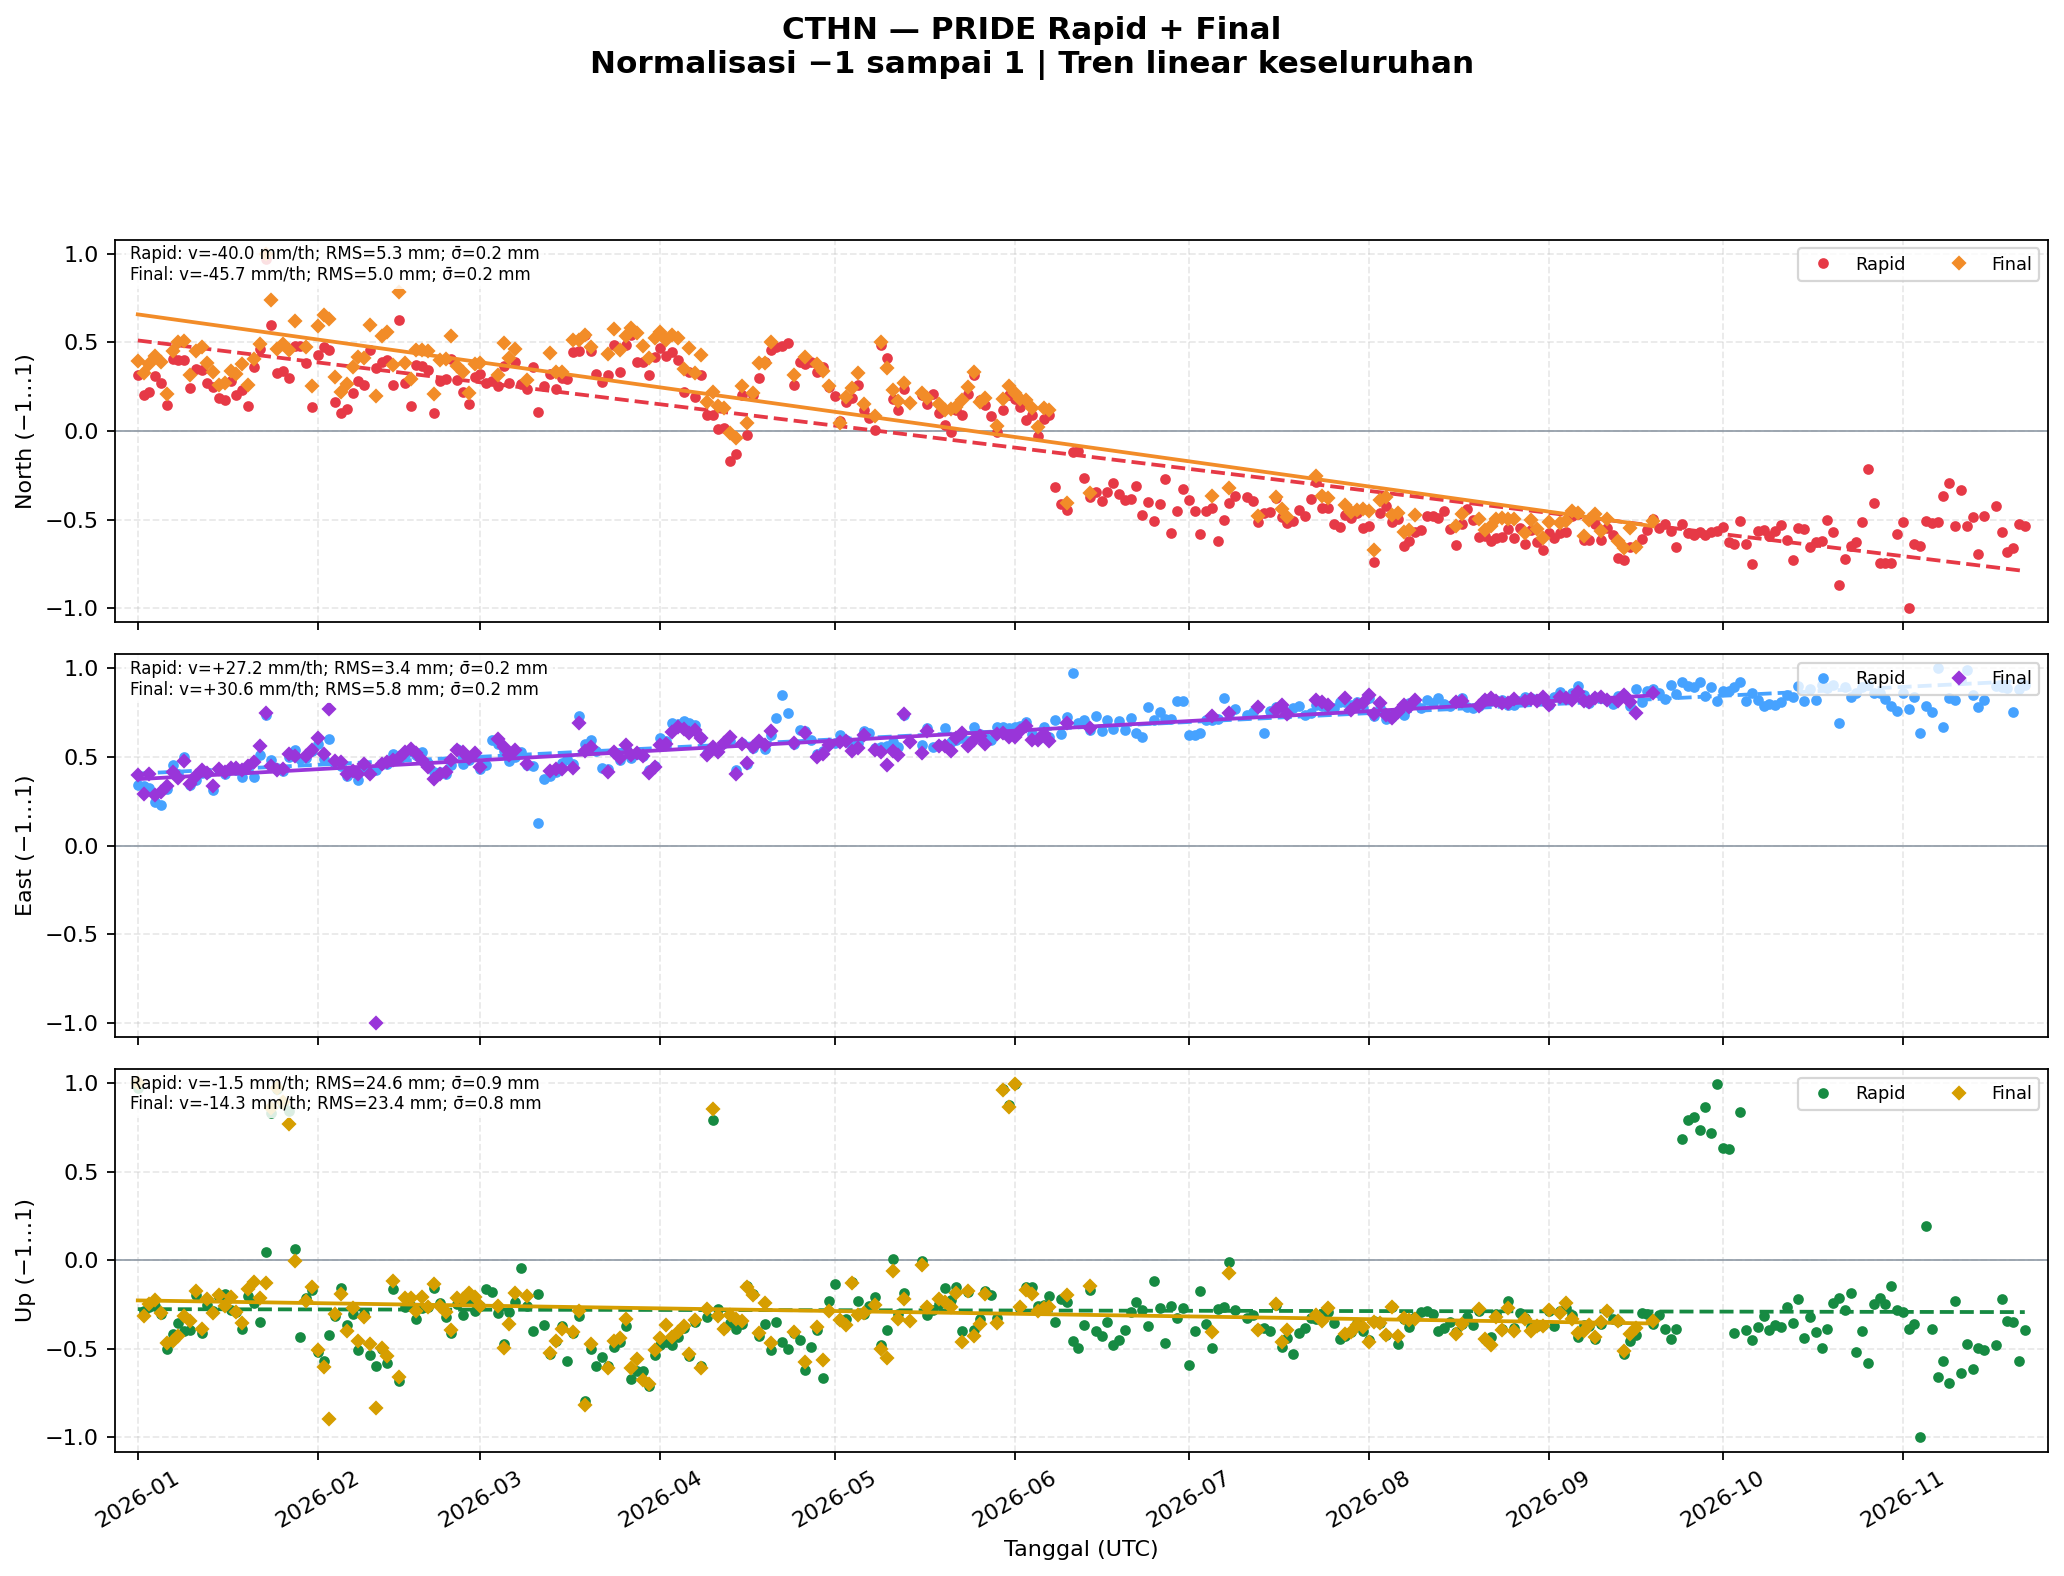 CTHN — PRIDE Rapid + Final
Normalisasi −1 sampai 1 | Tren linear keseluruhan
Rapid: v=-40.0 mm/th; RMS=5.3 mm; σ̄=0.2 mm
Final: v=-45.7 mm/th; RMS=5.0 mm; σ̄=0.2 mm
Rapid Final
North (−1...1)
1.0
0.5
0.0
−0.5
−1.0
Rapid: v=+27.2 mm/th; RMS=3.4 mm; σ̄=0.2 mm
Final: v=+30.6 mm/th; RMS=5.8 mm; σ̄=0.2 mm
Rapid Final
East (−1...1)
1.0
0.5
0.0
−0.5
−1.0
Rapid: v=-1.5 mm/th; RMS=24.6 mm; σ̄=0.9 mm
Final: v=-14.3 mm/th; RMS=23.4 mm; σ̄=0.8 mm
Rapid Final
Up (−1...1)
1.0
0.5
0.0
−0.5
−1.0
2026-01 2026-02 2026-03 2026-04 2026-05 2026-06 2026-07 2026-08 2026-09 2026-10 2026-11
Tanggal (UTC)